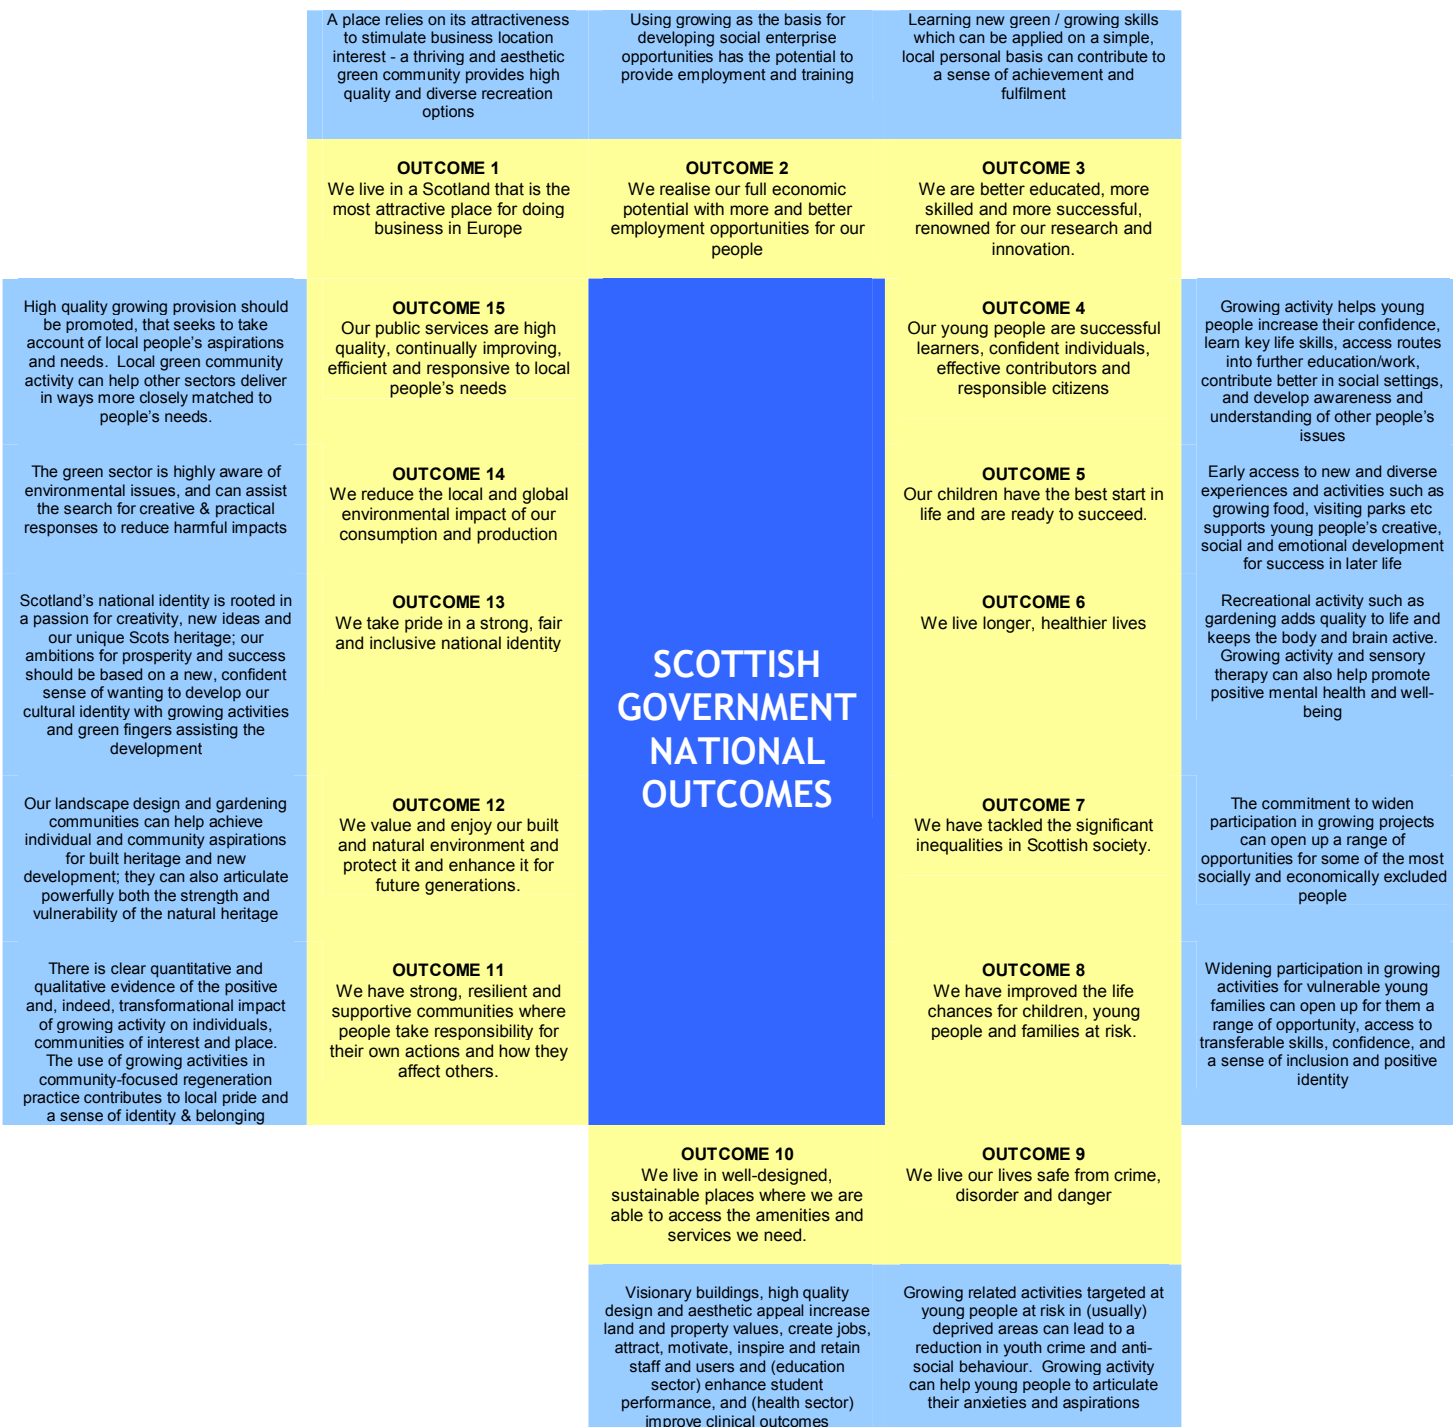 A place relies on its attractiveness
to stimulate business location
interest - a thriving and aesthetic
green community provides high
quality and diverse recreation
options
Using growing as the basis for
developing social enterprise
opportunities has the potential to
provide employment and training
Learning new green / growing skills
which can be applied on a simple,
local personal basis can contribute to
a sense of achievement and
fulfilment
OUTCOME 1
We live in a Scotland that is the
most attractive place for doing
business in Europe
OUTCOME 2
We realise our full economic
potential with more and better
employment opportunities for our
people
OUTCOME 3
We are better educated, more
skilled and more successful,
renowned for our research and
innovation.
High quality growing provision should
be promoted, that seeks to take
account of local people's aspirations
and needs. Local green community
activity can help other sectors deliver
in ways more closely matched to
people's needs.
OUTCOME 15
Our public services are high
quality, continually improving,
efficient and responsive to local
people's needs
OUTCOME 4
Our young people are successful
learners, confident individuals,
effective contributors and
responsible citizens
Growing activity helps young
people increase their confidence,
learn key life skills, access routes
into further education/work,
contribute better in social settings,
and develop awareness and
understanding of other people's
issues
The green sector is highly aware of
environmental issues, and can assist
the search for creative & practical
responses to reduce harmful impacts
OUTCOME 14
We reduce the local and global
environmental impact of our
consumption and production
OUTCOME 5
Our children have the best start in
life and are ready to succeed.
Early access to new and diverse
experiences and activities such as
growing food, visiting parks etc
supports young people's creative,
social and emotional development
for success in later life
Scotland's national identity is rooted in
a passion for creativity, new ideas and
our unique Scots heritage; our
ambitions for prosperity and success
should be based on a new, confident
sense of wanting to develop our
cultural identity with growing activities
and green fingers assisting the
development
OUTCOME 13
We take pride in a strong, fair
and inclusive national identity
SCOTTISH
GOVERNMENT
NATIONAL
OUTCOMES
OUTCOME 6
We live longer, healthier lives
Recreational activity such as
gardening adds quality to life and
keeps the body and brain active.
Growing activity and sensory
therapy can also help promote
positive mental health and well-
being
Our landscape design and gardening
communities can help achieve
individual and community aspirations
for built heritage and new
development; they can also articulate
powerfully both the strength and
vulnerability of the natural heritage
OUTCOME 12
We value and enjoy our built
and natural environment and
protect it and enhance it for
future generations.
OUTCOME 7
We have tackled the significant
inequalities in Scottish society.
The commitment to widen
participation in growing projects
can open up a range of
opportunities for some of the most
socially and economically excluded
people
There is clear quantitative and
qualitative evidence of the positive
and, indeed, transformational impact
of growing activity on individuals,
communities of interest and place.
The use of growing activities in
community-focused regeneration
practice contributes to local pride and
a sense of identity & belonging
OUTCOME 11
We have strong, resilient and
supportive communities where
people take responsibility for
their own actions and how they
affect others.
OUTCOME 8
We have improved the life
chances for children, young
people and families at risk.
Widening participation in growing
activities for vulnerable young
families can open up for them a
range of opportunity, access to
transferable skills, confidence, and
a sense of inclusion and positive
identity
OUTCOME 10
We live in well-designed,
sustainable places where we are
able to access the amenities and
services we need.
OUTCOME 9
We live our lives safe from crime,
disorder and danger
Visionary buildings, high quality
design and aesthetic appeal increase
land and property values, create jobs,
attract, motivate, inspire and retain
staff and users and (education
sector) enhance student
performance, and (health sector)
improve clinical outcomes
Growing related activities targeted at
young people at risk in (usually)
deprived areas can lead to a
reduction in youth crime and anti-
social behaviour. Growing activity
can help young people to articulate
their anxieties and aspirations